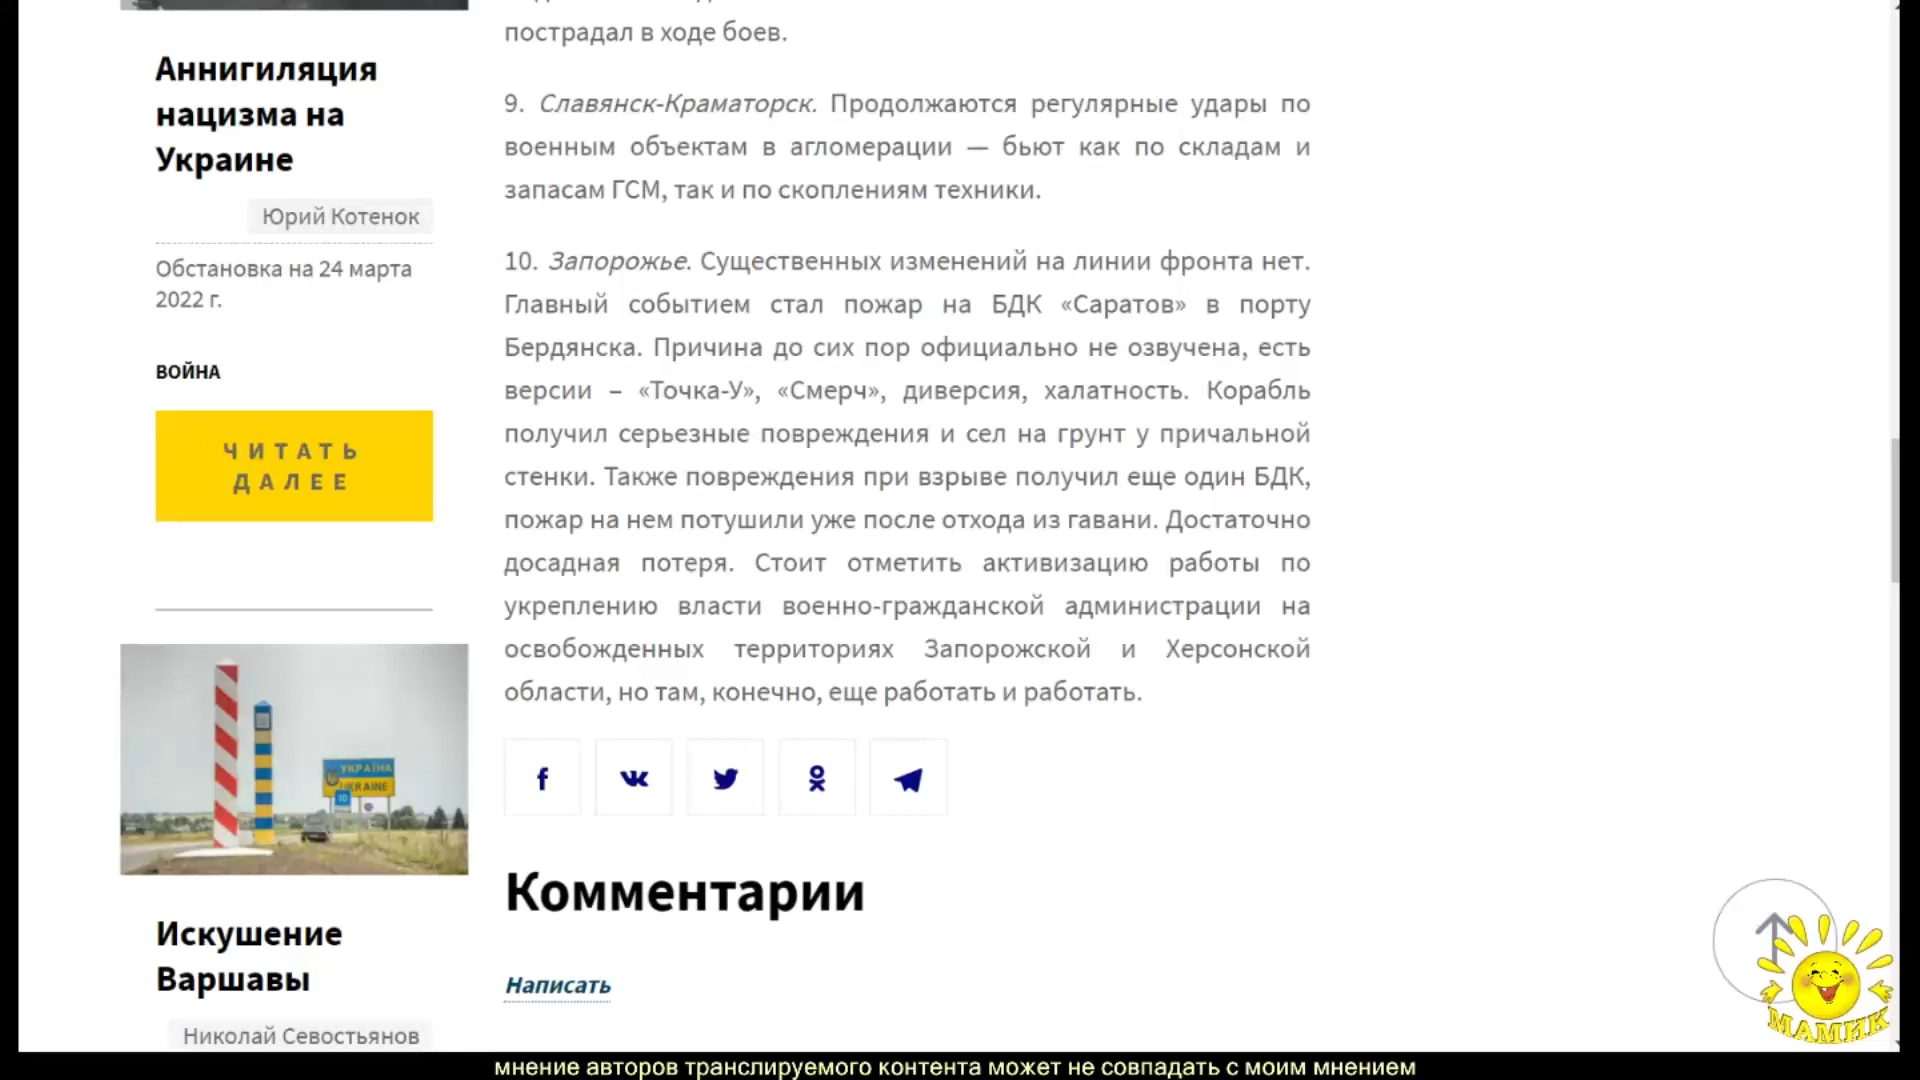 Аннигиляция
нацизма на
Украине
Юрий Котенок
Обстановка на 24 марта
2022 г.
ВОЙНА
ЧИТАТЬ
ДАЛЕЕ
УКРАЇНА
UKRAINE
Искушение
Варшавы
Николай Севостьянов
пострадал в ходе боев.
9. Славянск-Краматорск. Продолжаются регулярные удары по
военным объектам в агломерации — бьют как по складам и
запасам ГСМ, так и по скоплениям техники.
10. Запорожье. Существенных изменений на линии фронта нет.
Главный событием стал пожар на БДК «Саратов» в порту
Бердянска. Причина до сих пор официально не озвучена, есть
версии – «Точка-У», «Смерч», диверсия, халатность. Корабль
получил серьезные повреждения и сел на грунт у причальной
стенки. Также повреждения при взрыве получил еще один БДК,
пожар на нем потушили уже после отхода из гавани. Достаточно
досадная потеря. Стоит отметить активизацию работы по
укреплению власти военно-гражданской администрации на
освобожденных территориях Запорожской и Херсонской
области, но там, конечно, еще работать и работать.
Комментарии
Написать
МАМИК
мнение авторов транслируемого контента может не совпадать с моим мнением